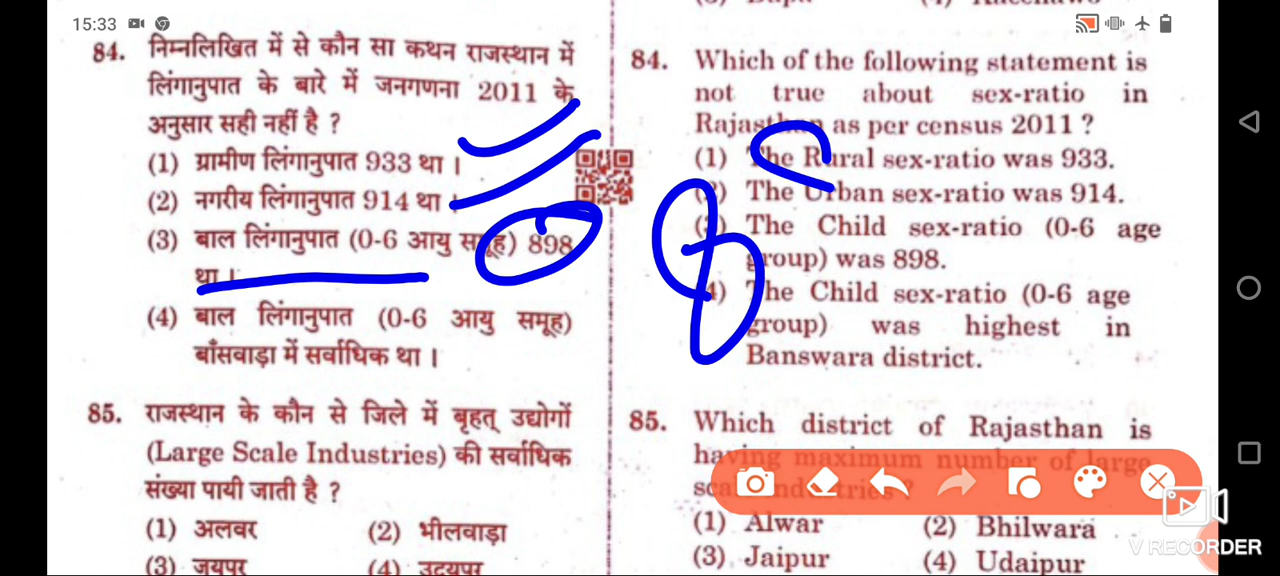 15:33
84. निम्नलिखित में से कौन सा कथन राजस्थान में
लिंगानुपात के बारे में जनगणना 2011 के
अनुसार सही नहीं है ?
(1) ग्रामीण लिंगानुपात 933 था ।
(2) नगरीय लिंगानुपात 914 था ।
(3) बाल लिंगानुपात (0-6 आयु समूह) 898
था ।
(4) बाल लिंगानुपात (0-6 आयु समूह)
बाँसवाड़ा में सर्वाधिक था ।
85. राजस्थान के कौन से जिले में बृहत् उद्योगों
(Large Scale Industries) की सर्वाधिक
संख्या पायी जाती है ?
(1) अलवर (2) भीलवाड़ा
(3) जयपुर (4) उदयपुर
84. Which of the following statement is
not true about sex-ratio in
Rajasthan as per census 2011 ?
(1) The Rural sex-ratio was 933.
(2) The Urban sex-ratio was 914.
(3) The Child sex-ratio (0-6 age
group) was 898.
(4) The Child sex-ratio (0-6 age
group) was highest in
Banswara district.
85. Which district of Rajasthan is
having maximum number of large
scale industries ?
(1) Alwar (2) Bhilwara
(3) Jaipur (4) Udaipur
V RECORDER